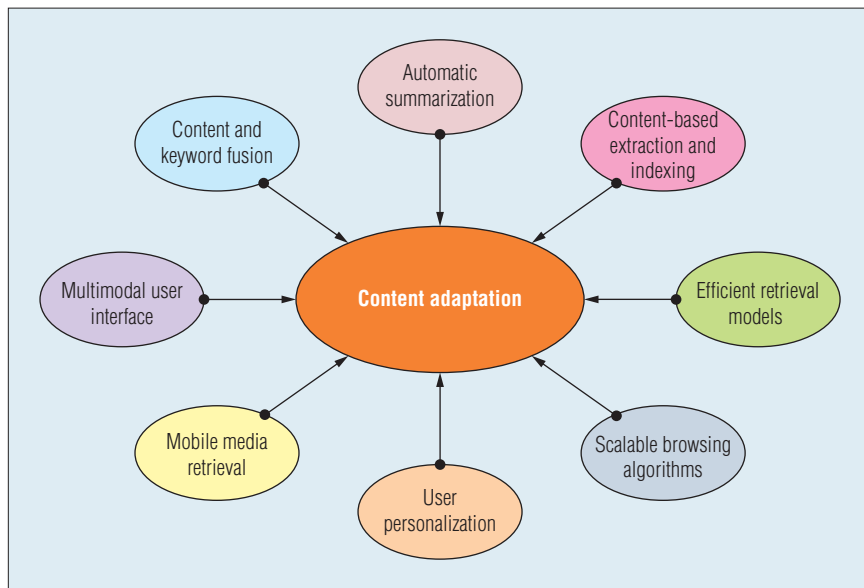 Automatic
summarization
Content and
keyword fusion
Content-based
extraction and
indexing
Multimodal user
interface
Content adaptation
Efficient retrieval
models
Mobile media
retrieval
Scalable browsing
algorithms
User
personalization